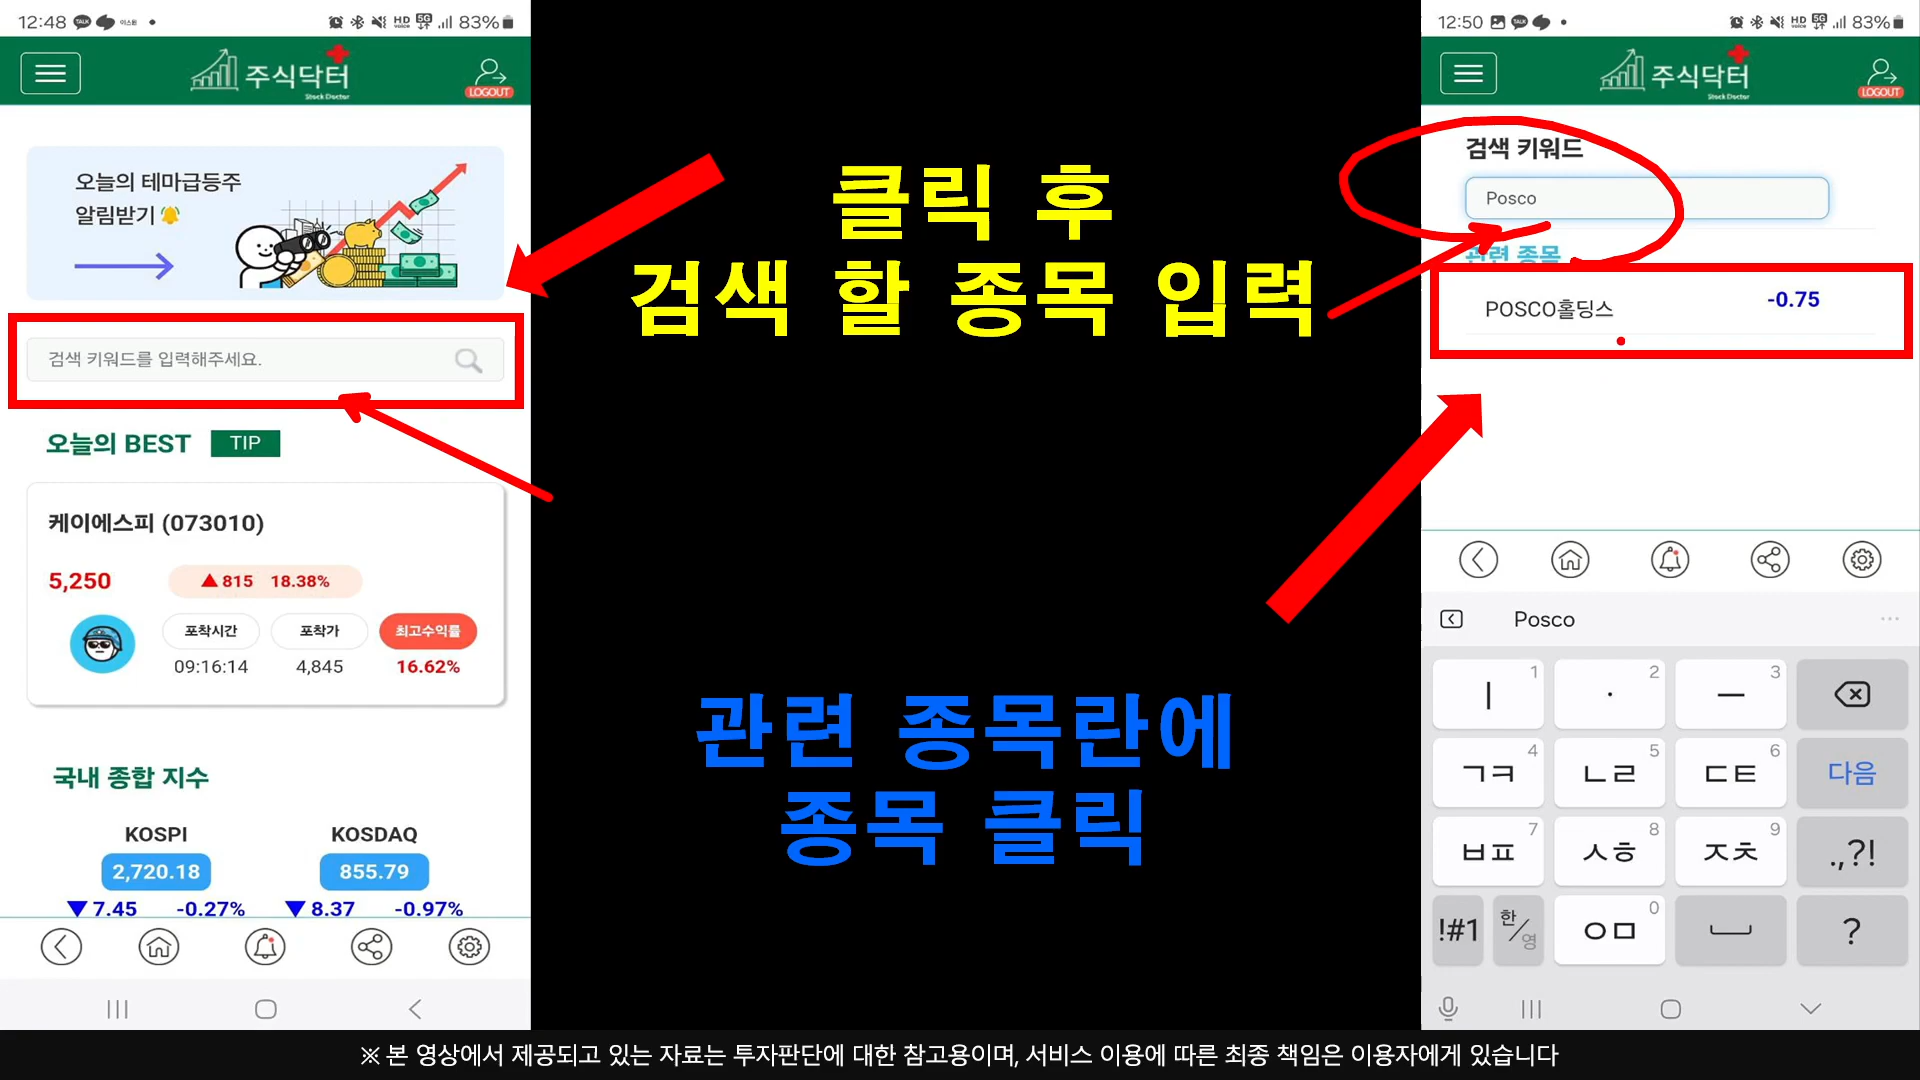 12:48
83%
주식닥터
Stock Doctor
LOGOUT
오늘의 테마급등주
알림받기
검색 키워드를 입력해주세요.
오늘의 BEST TIP
케이에스피 (073010)
5,250 ▲ 815 18.38%
포착시간 포착가 최고수익률
09:16:14 4,845 16.62%
국내 종합 지수
KOSPI KOSDAQ
2,720.18 855.79
▼ 7.45 -0.27% ▼ 8.37 -0.97%
클릭 후
검색 할 종목 입력
관련 종목란에
종목 클릭
12:50
83%
주식닥터
Stock Doctor
LOGOUT
검색 키워드
Posco
관련 종목
POSCO홀딩스 -0.75
Posco
ㅣ 1 · 2 ㅡ 3
ㄱㅋ 4 ㄴㄹ 5 ㄷㅌ 6 다음
ㅂㅍ 7 ㅅㅎ 8 ㅈㅊ 9 .,?!
!#1 한/영 ㅇㅁ 0 ?
※ 본 영상에서 제공되고 있는 자료는 투자판단에 대한 참고용이며, 서비스 이용에 따른 최종 책임은 이용자에게 있습니다